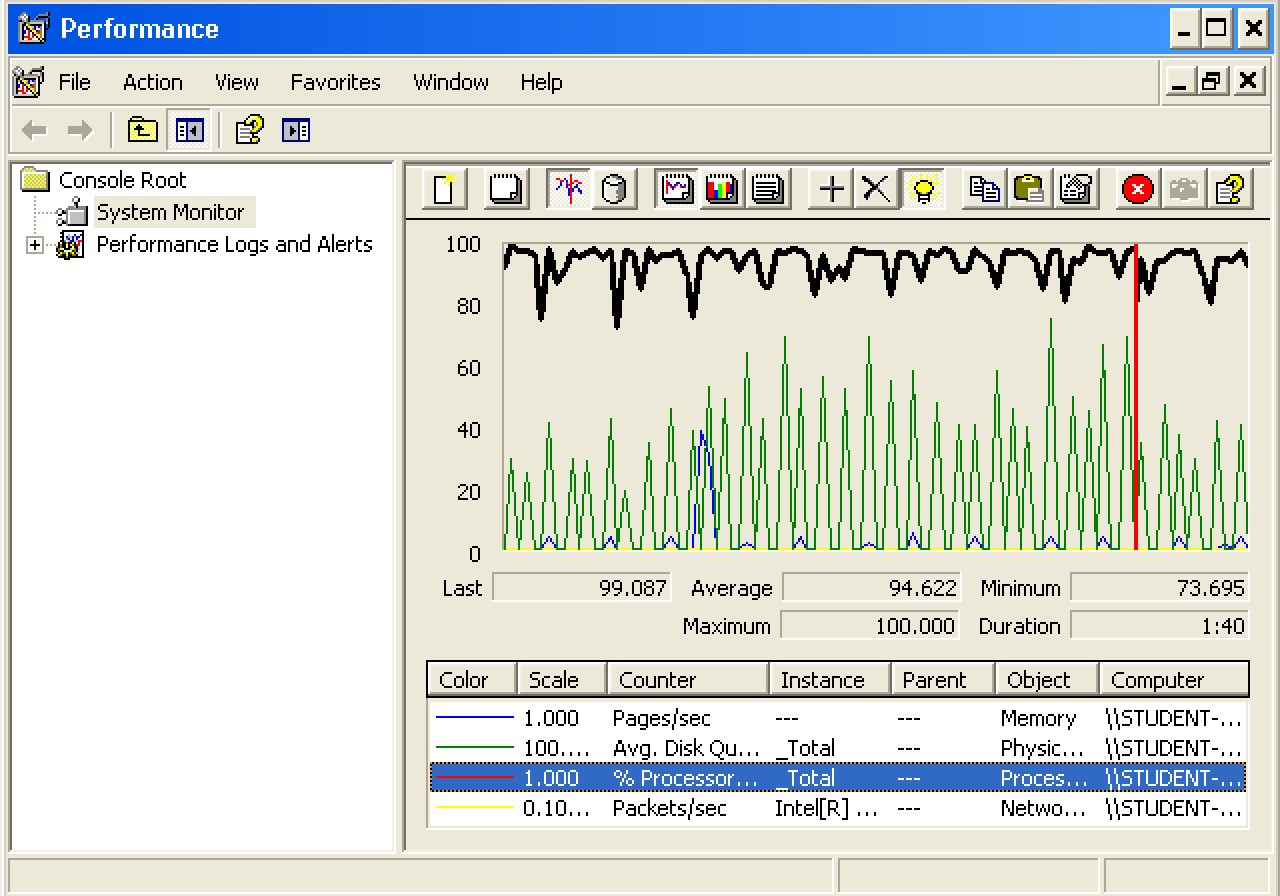 Performance
File Action View Favorites Window Help
Console Root
System Monitor
Performance Logs and Alerts
100
80
60
40
20
0
Last 99.087 Average 94.622 Minimum 73.695
Maximum 100.000 Duration 1:40
Color Scale Counter Instance Parent Object Computer
1.000 Pages/sec --- --- Memory \\STUDENT-...
100.... Avg. Disk Qu... _Total --- Physic... \\STUDENT-...
1.000 % Processor... _Total --- Proces... \\STUDENT-...
0.10... Packets/sec Intel[R] ... --- Netwo... \\STUDENT-...